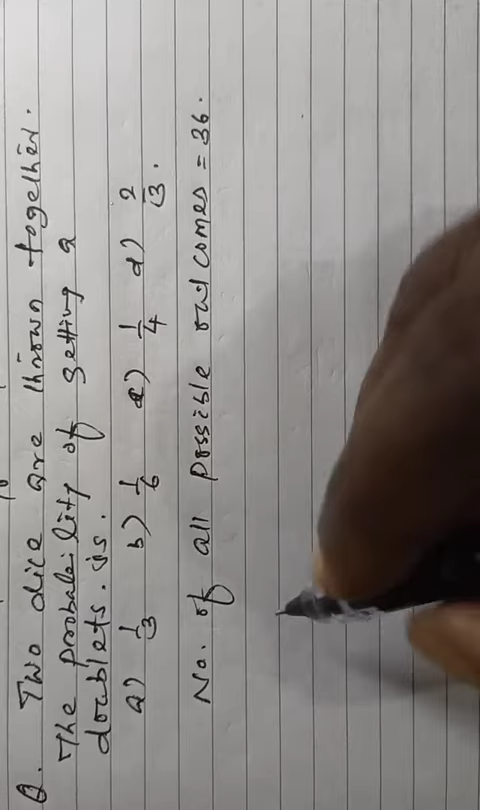 Q. Two dice are thrown together.
The probability of getting a
doublets. is.
a) 1/3 b) 1/6 c) 1/4 d) 2/3.
No. of all possible outcomes = 36.